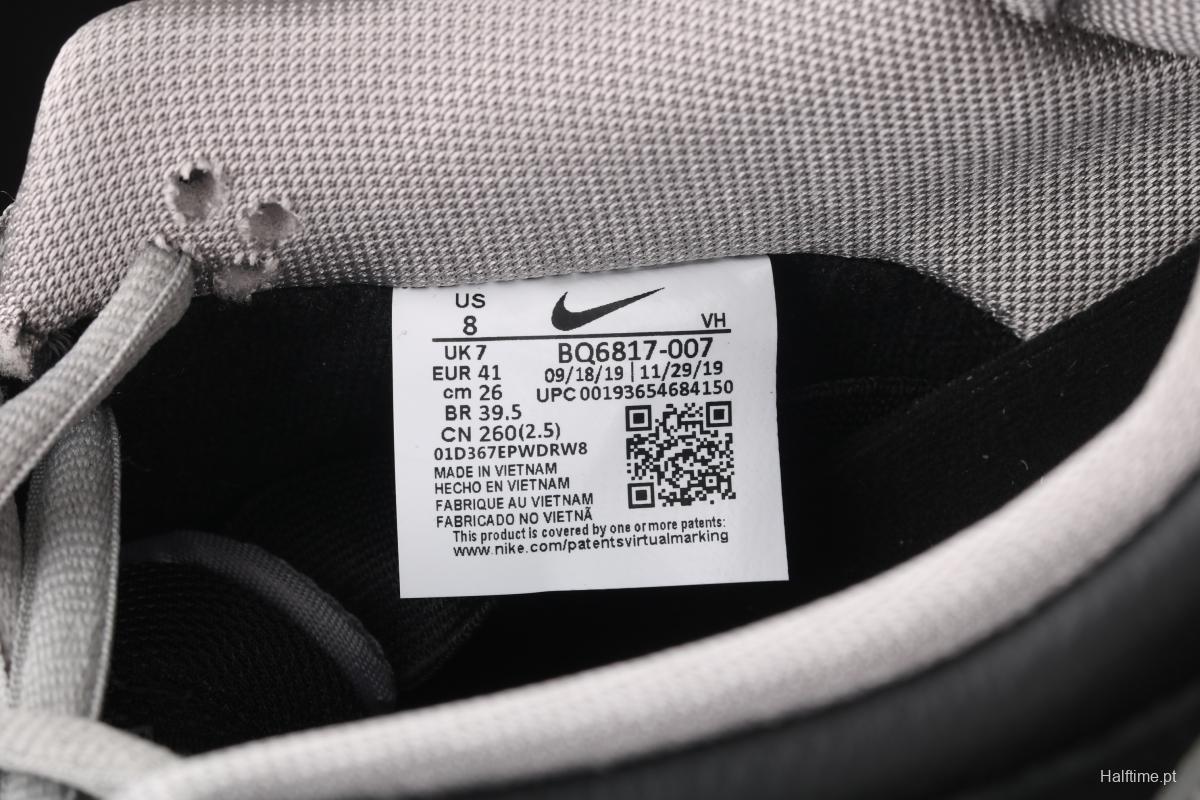 US
8
VH
UK 7
BQ6817-007
EUR 41
09/18/19 | 11/29/19
cm 26
UPC 00193654684150
BR 39.5
CN 260(2.5)
01D367EPWDRW8
MADE IN VIETNAM
HECHO EN VIETNAM
FABRIQUE AU VIETNAM
FABRICADO NO VIETNÃ
This product is covered by one or more patents:
www.nike.com/patentsvirtualmarking
Halftime.pt